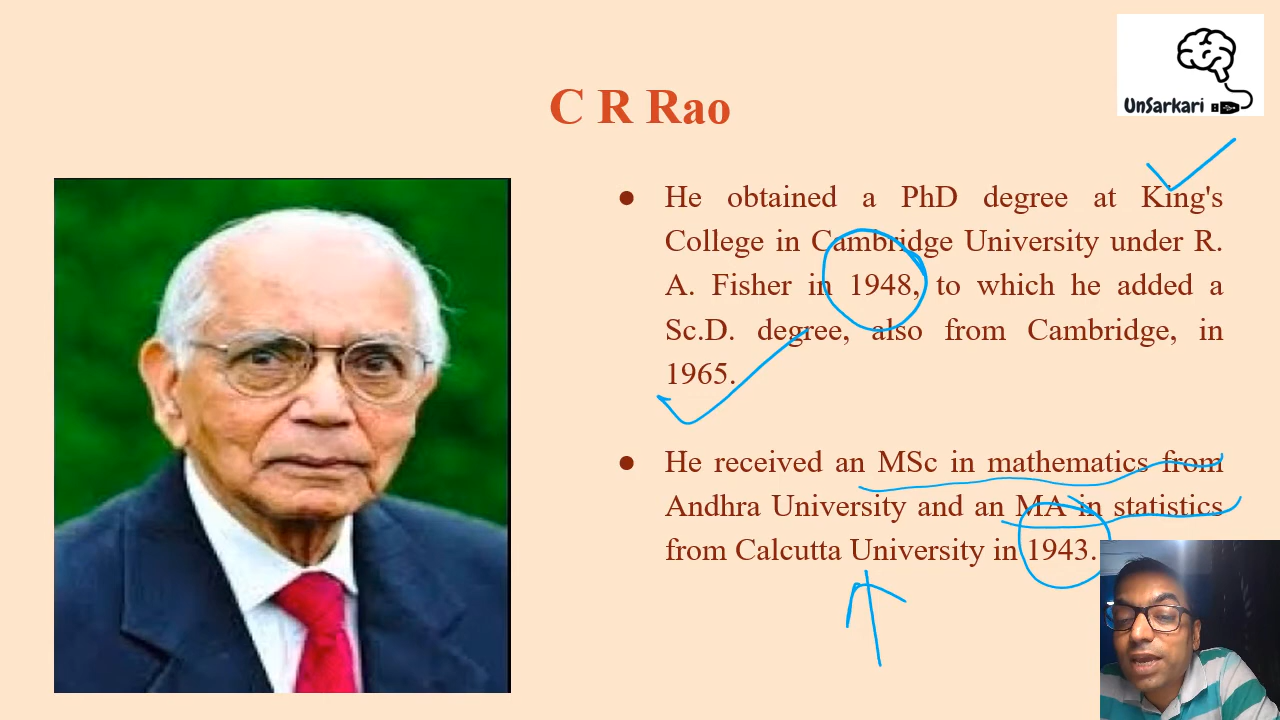 UnSarkari
C R Rao
● He obtained a PhD degree at King's
College in Cambridge University under R.
A. Fisher in 1948, to which he added a
Sc.D. degree, also from Cambridge, in
1965.
● He received an MSc in mathematics from
Andhra University and an MA in statistics
from Calcutta University in 1943.